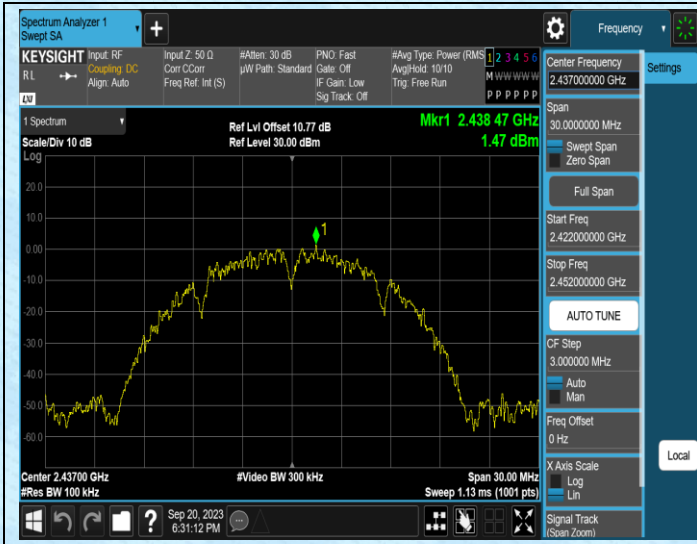 Spectrum Analyzer 1
Swept SA
+
Frequency
KEYSIGHT
Input: RF
Input Z: 50 Ω
#Atten: 30 dB
PNO: Fast
#Avg Type: Power (RMS
1 2 3 4 5 6
RL
Coupling: DC
Corr CCorr
µW Path: Standard
Gate: Off
Avg|Hold: 10/10
M W W W W W
Align: Auto
Freq Ref: Int (S)
IF Gain: Low
Trig: Free Run
Sig Track: Off
P P P P P P
LXI
1 Spectrum
Ref Lvl Offset 10.77 dB
Mkr1 2.438 47 GHz
Scale/Div 10 dB
Ref Level 30.00 dBm
1.47 dBm
Log
20.0
10.0
0.00
-10.0
-20.0
-30.0
-40.0
-50.0
-60.0
1
Center 2.43700 GHz
#Video BW 300 kHz
Span 30.00 MHz
#Res BW 100 kHz
Sweep 1.13 ms (1001 pts)
?
Sep 20, 2023
6:31:12 PM
Center Frequency
2.437000000 GHz
Settings
Span
30.0000000 MHz
Swept Span
Zero Span
Full Span
Start Freq
2.422000000 GHz
Stop Freq
2.452000000 GHz
AUTO TUNE
CF Step
3.000000 MHz
Auto
Man
Freq Offset
0 Hz
X Axis Scale
Log
Lin
Local
Signal Track
(Span Zoom)